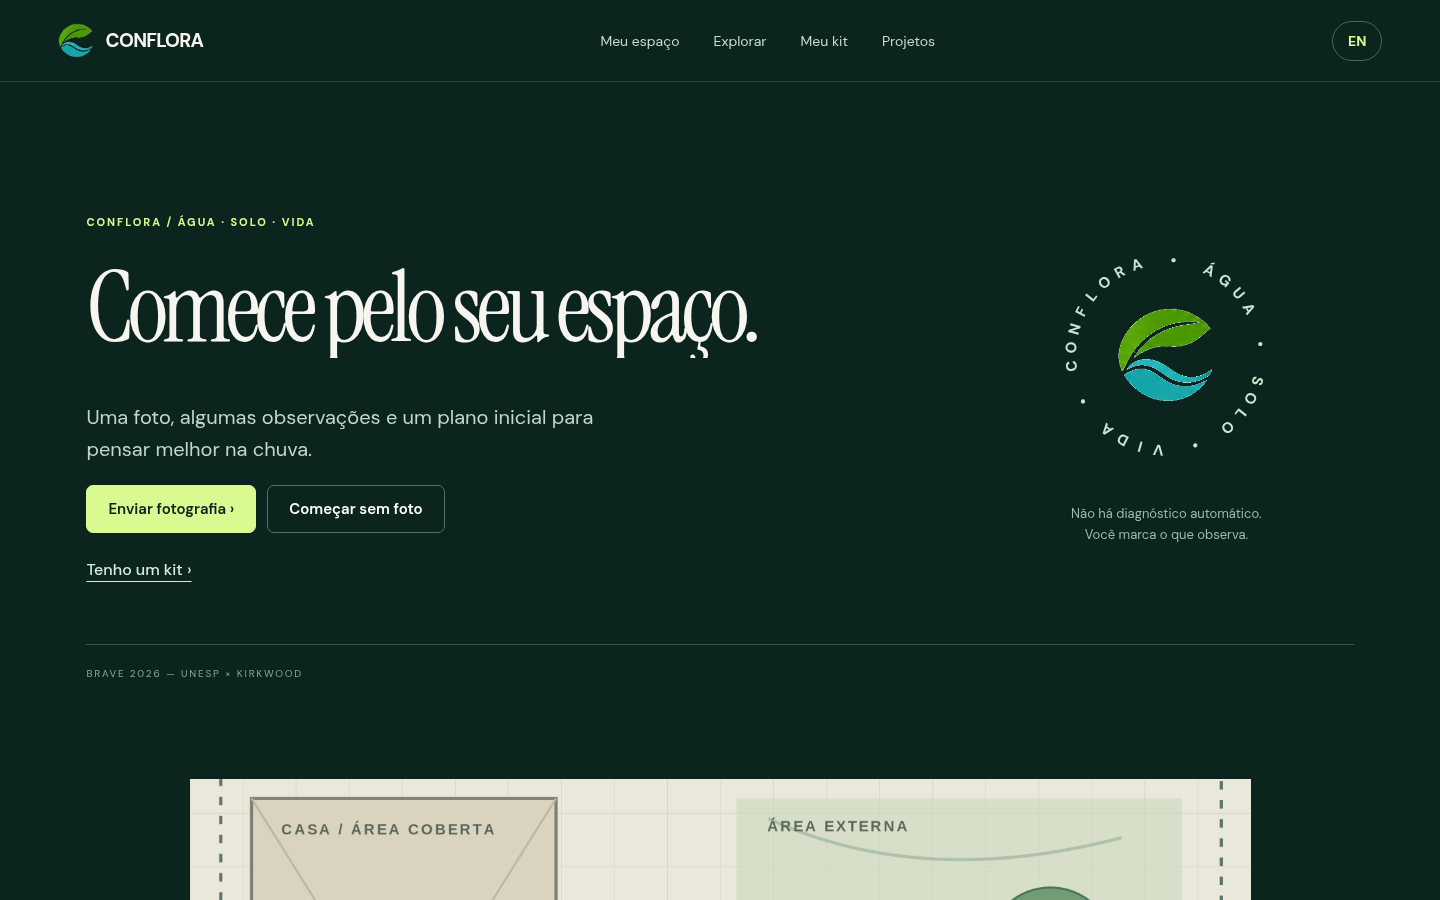 CONFLORA
Meu espaço
Explorar
Meu kit
Projetos
EN
CONFLORA / ÁGUA · SOLO · VIDA
Comece pelo seu espaço.
Uma foto, algumas observações e um plano inicial para
pensar melhor na chuva.
Enviar fotografia ›
Começar sem foto
Tenho um kit ›
CONFLORA • ÁGUA • SOLO • VIDA •
Não há diagnóstico automático.
Você marca o que observa.
BRAVE 2026 — UNESP × KIRKWOOD
CASA / ÁREA COBERTA
ÁREA EXTERNA